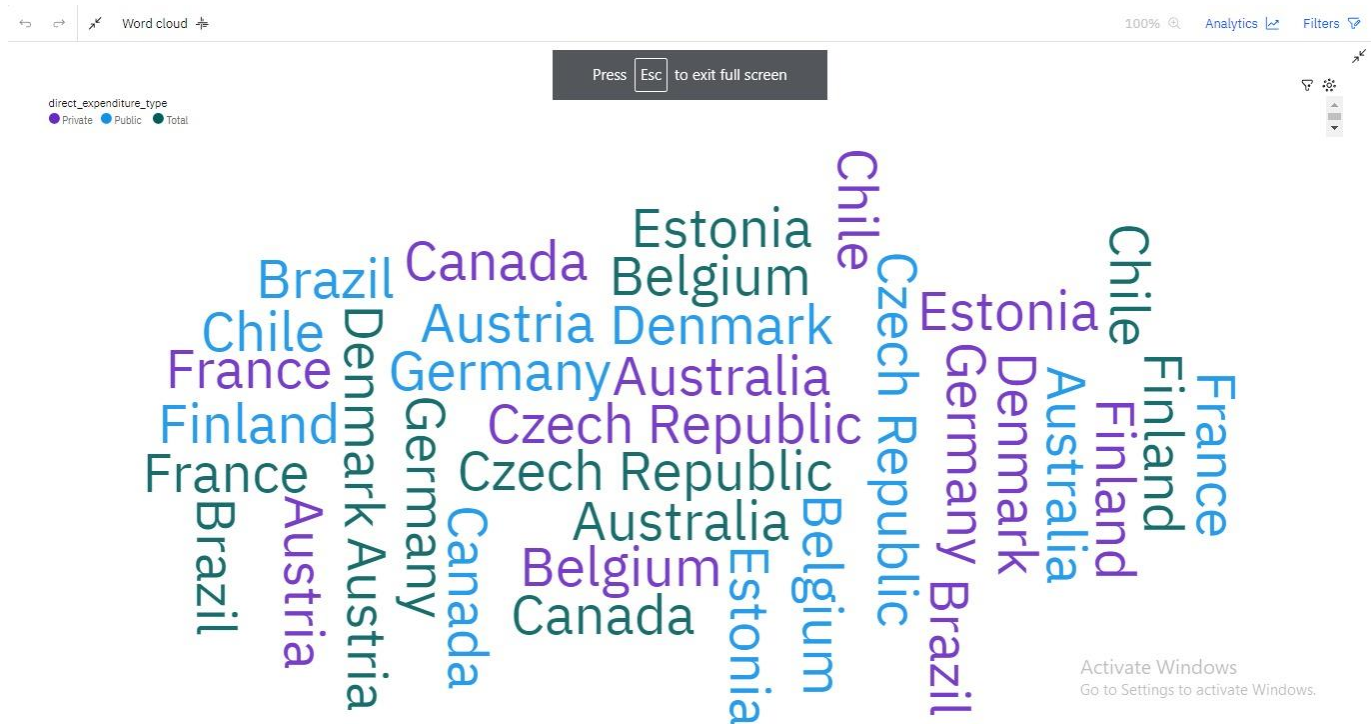 Word cloud
100%
Analytics
Filters
Press Esc to exit full screen
direct_expenditure_type
Private Public Total
Chile
Estonia
Canada
Belgium
Brazil
Chile
Czech Republic
Estonia
Austria
Denmark
Chile
Denmark
France
Germany
Australia
Germany
Denmark
Australia
Finland
France
Finland
Finland
Germany
Czech Republic
France
Czech Republic
Brazil
Austria
Canada
Australia
Belgium
Austria
Belgium
Estonia
Canada
Brazil
Activate Windows
Go to Settings to activate Windows.